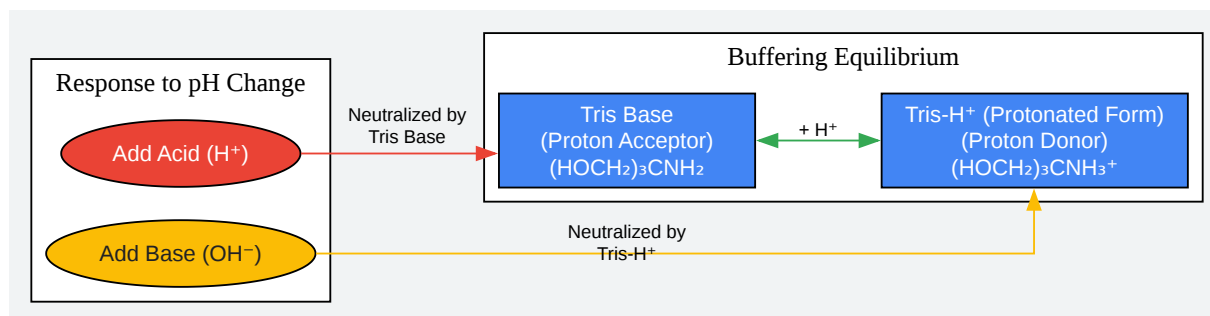 Response to pH Change
Add Acid (H⁺)
Add Base (OH⁻)
Neutralized by
Tris Base
Neutralized by
Tris-H⁺
Buffering Equilibrium
Tris Base
(Proton Acceptor)
(HOCH₂)₃CNH₂
+ H⁺
Tris-H⁺ (Protonated Form)
(Proton Donor)
(HOCH₂)₃CNH₃⁺